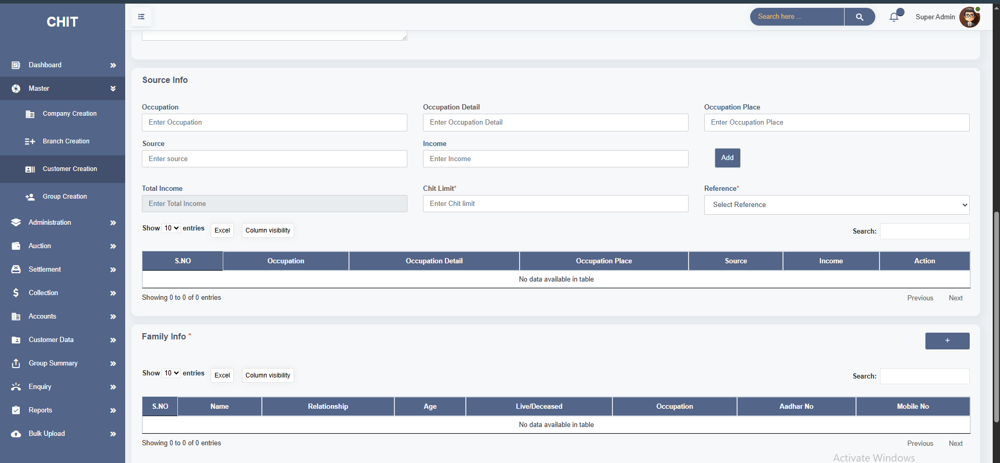 CHIT
Search here ...
Super Admin
Dashboard
Master
Company Creation
Branch Creation
Customer Creation
Group Creation
Administration
Auction
Settlement
Collection
Accounts
Customer Data
Group Summary
Enquiry
Reports
Bulk Upload
Source Info
Occupation Occupation Detail Occupation Place
Enter Occupation Enter Occupation Detail Enter Occupation Place
Source Income
Enter source Enter Income Add
Total Income Chit Limit* Reference*
Enter Total Income Enter Chit limit Select Reference
Show 10 entries Excel Column visibility Search:
S.NO Occupation Occupation Detail Occupation Place Source Income Action
No data available in table
Showing 0 to 0 of 0 entries Previous Next
Family Info *
+
Show 10 entries Excel Column visibility Search:
S.NO Name Relationship Age Live/Deceased Occupation Aadhar No Mobile No
No data available in table
Showing 0 to 0 of 0 entries Previous Next
Activate Windows